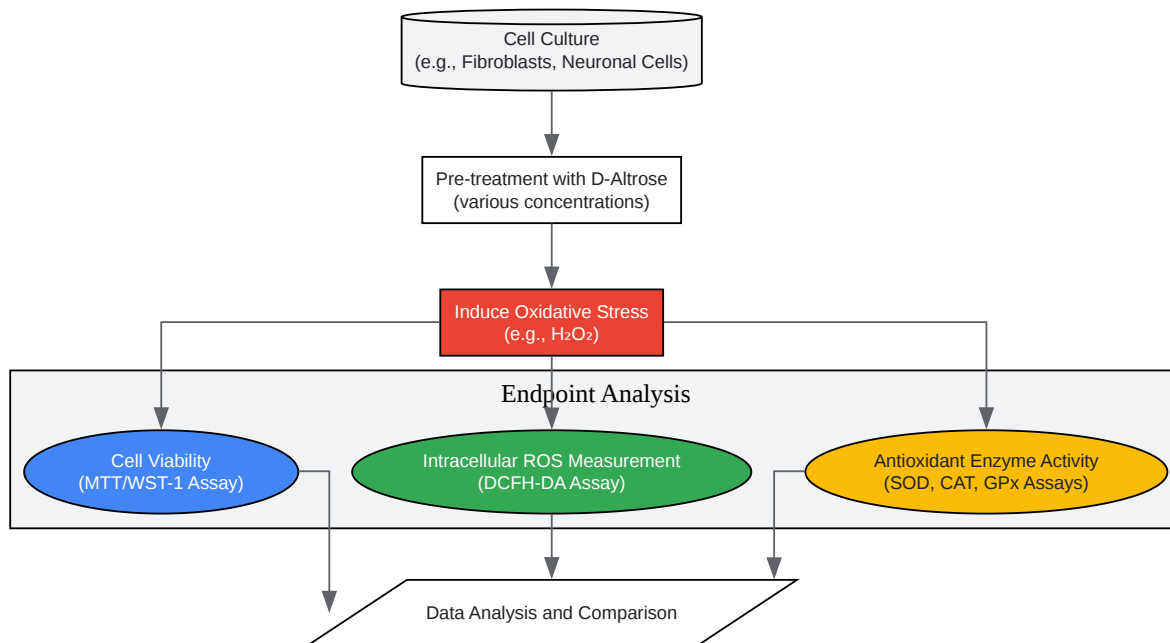 Cell Culture
(e.g., Fibroblasts, Neuronal Cells)
Pre-treatment with D-Altrose
(various concentrations)
Induce Oxidative Stress
(e.g., H₂O₂)
Endpoint Analysis
Cell Viability
(MTT/WST-1 Assay)
Intracellular ROS Measurement
(DCFH-DA Assay)
Antioxidant Enzyme Activity
(SOD, CAT, GPx Assays)
Data Analysis and Comparison